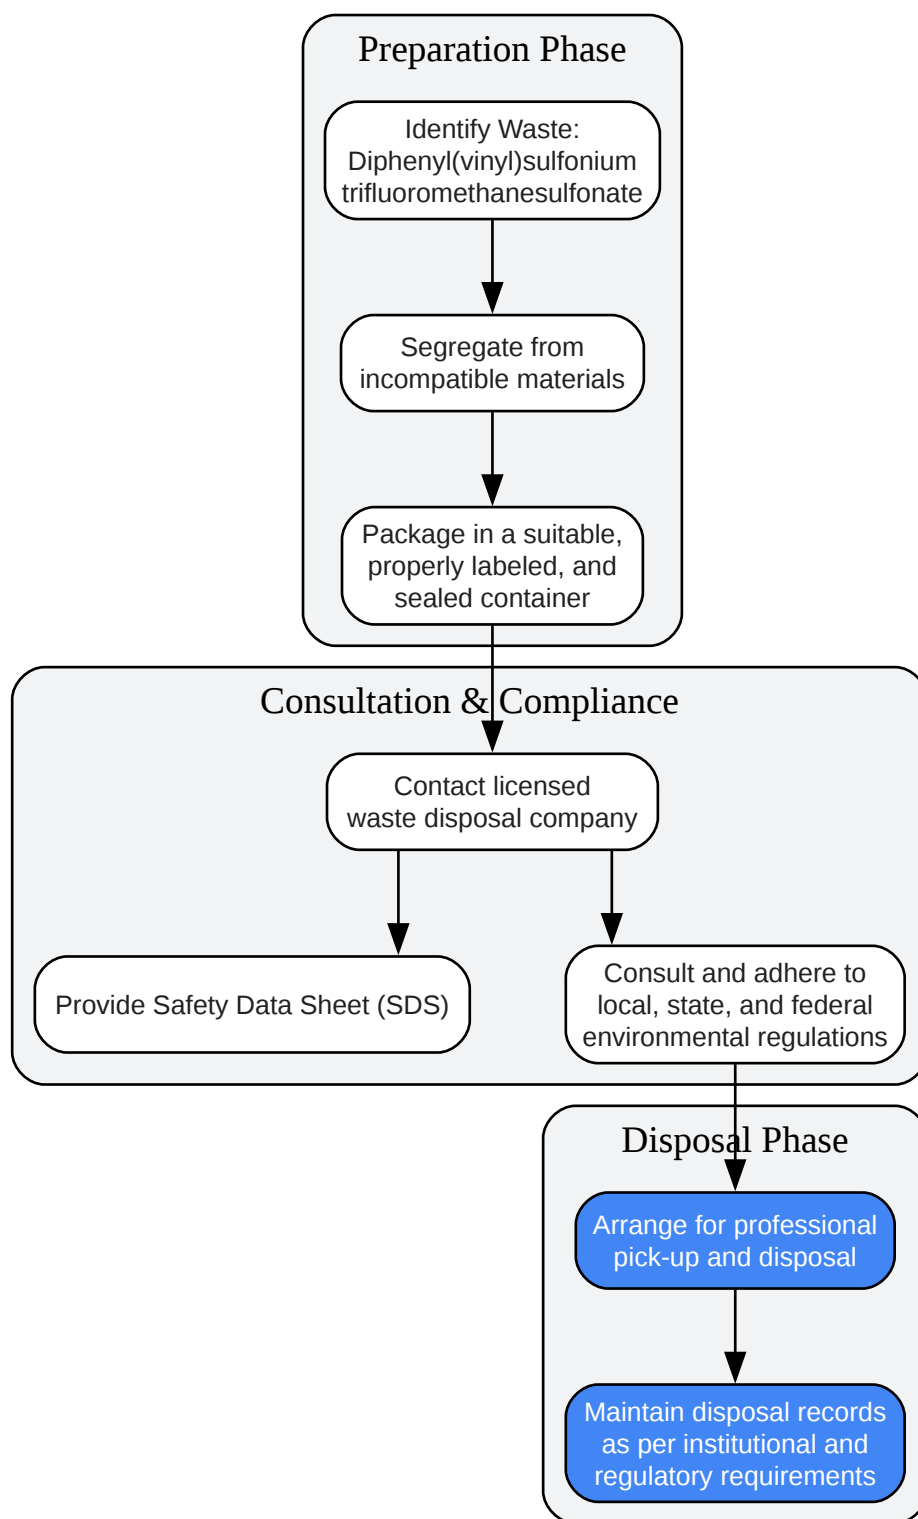 Preparation Phase
Identify Waste:
Diphenyl(vinyl)sulfonium
trifluoromethanesulfonate
Segregate from
incompatible materials
Package in a suitable,
properly labeled, and
sealed container
Consultation & Compliance
Contact licensed
waste disposal company
Provide Safety Data Sheet (SDS)
Consult and adhere to
local, state, and federal
environmental regulations
Disposal Phase
Arrange for professional
pick-up and disposal
Maintain disposal records
as per institutional and
regulatory requirements